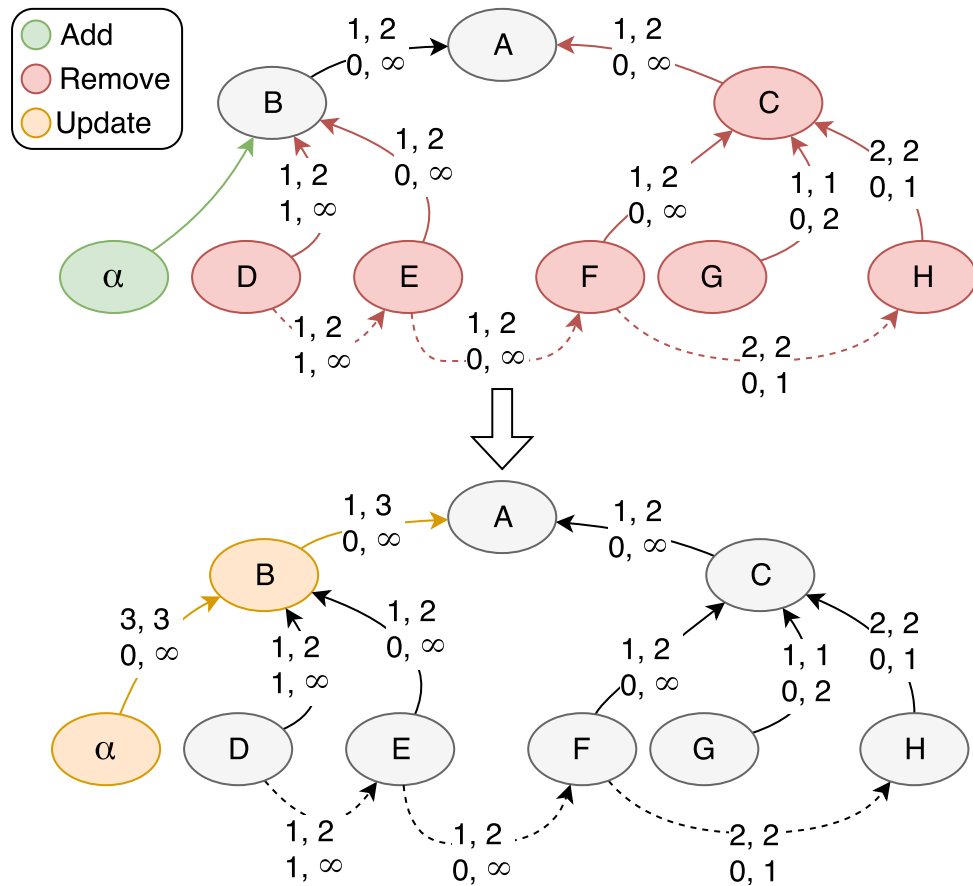 Add
Remove
Update
1, 2
0, ∞
A
1, 2
0, ∞
B
C
1, 2
1, ∞
1, 2
0, ∞
1, 2
0, ∞
1, 1
0, 2
2, 2
0, 1
α
D
E
F
G
H
1, 2
1, ∞
1, 2
0, ∞
2, 2
0, 1
1, 3
0, ∞
A
1, 2
0, ∞
B
C
3, 3
0, ∞
1, 2
1, ∞
1, 2
0, ∞
1, 2
0, ∞
1, 1
0, 2
2, 2
0, 1
α
D
E
F
G
H
1, 2
1, ∞
1, 2
0, ∞
2, 2
0, 1